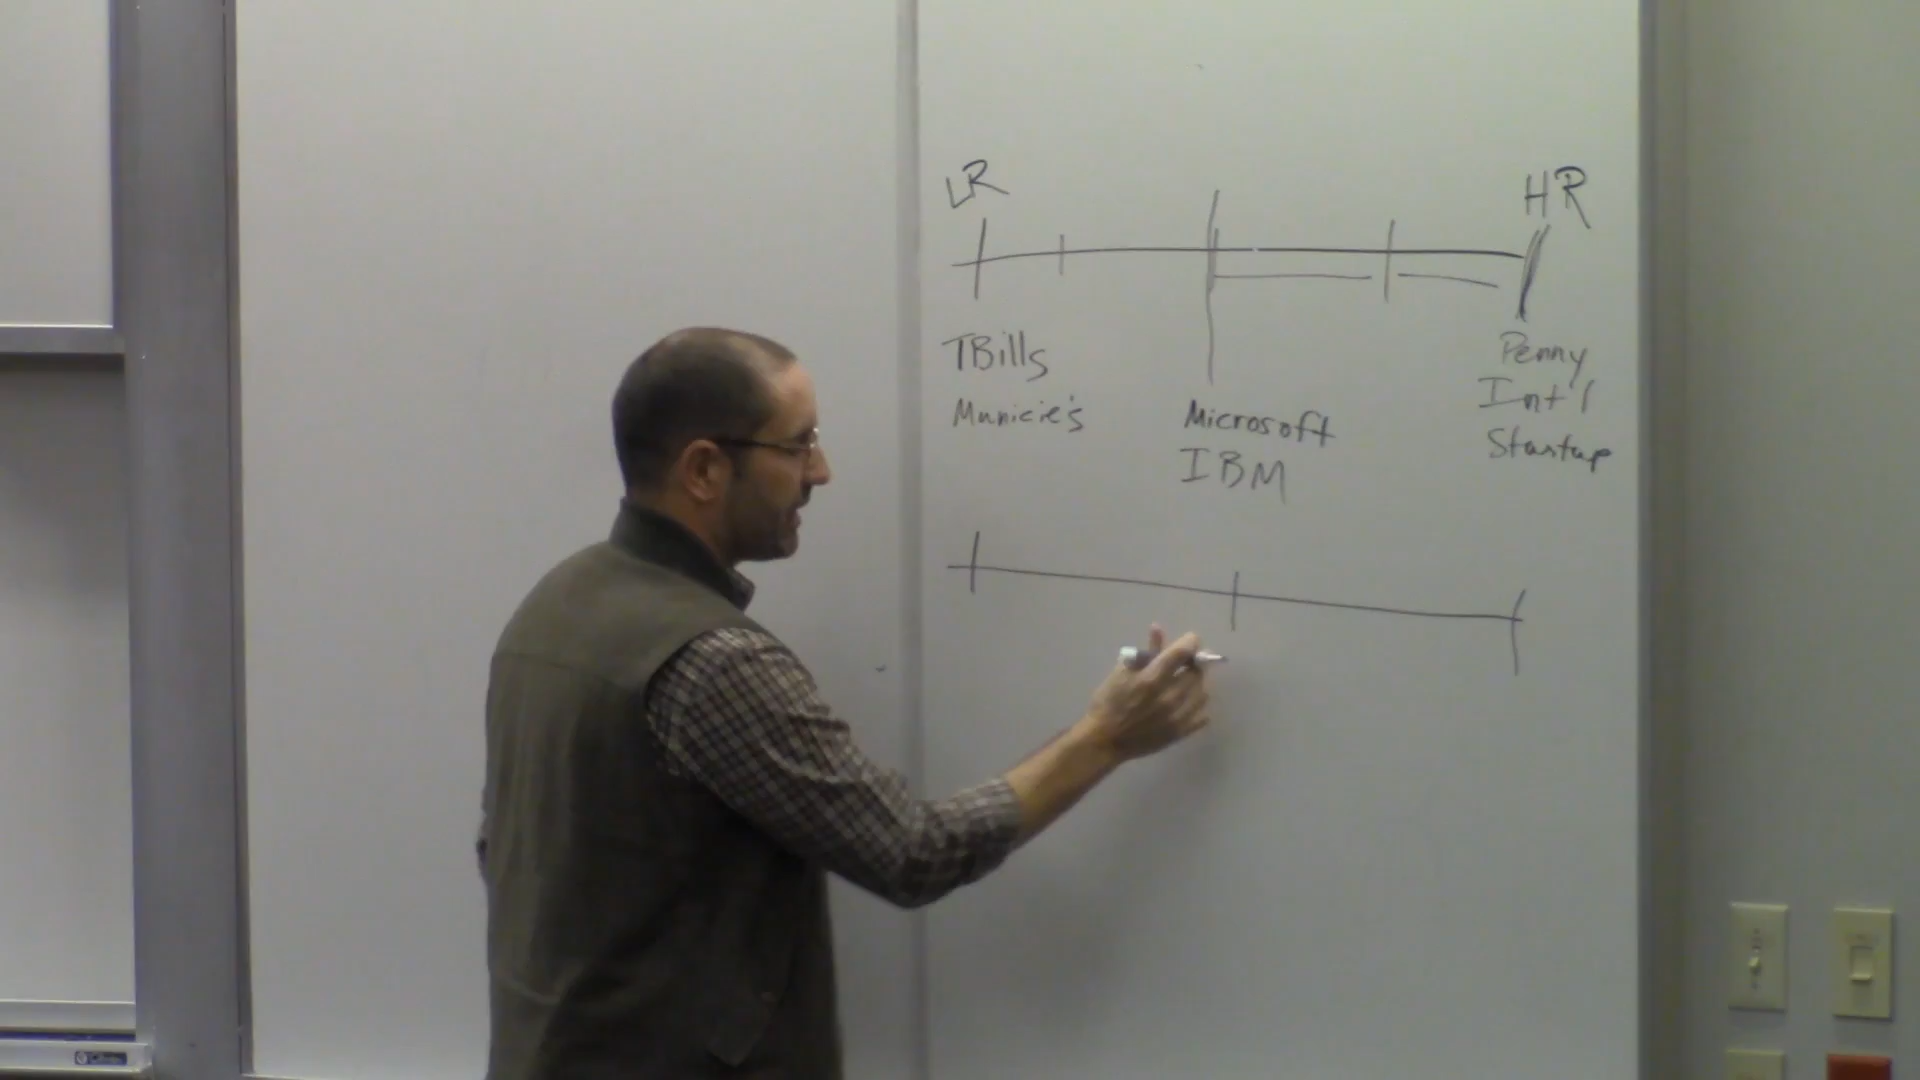 LR
HR
TBills
Municie's
Microsoft
IBM
Penny
Int'l
Startup